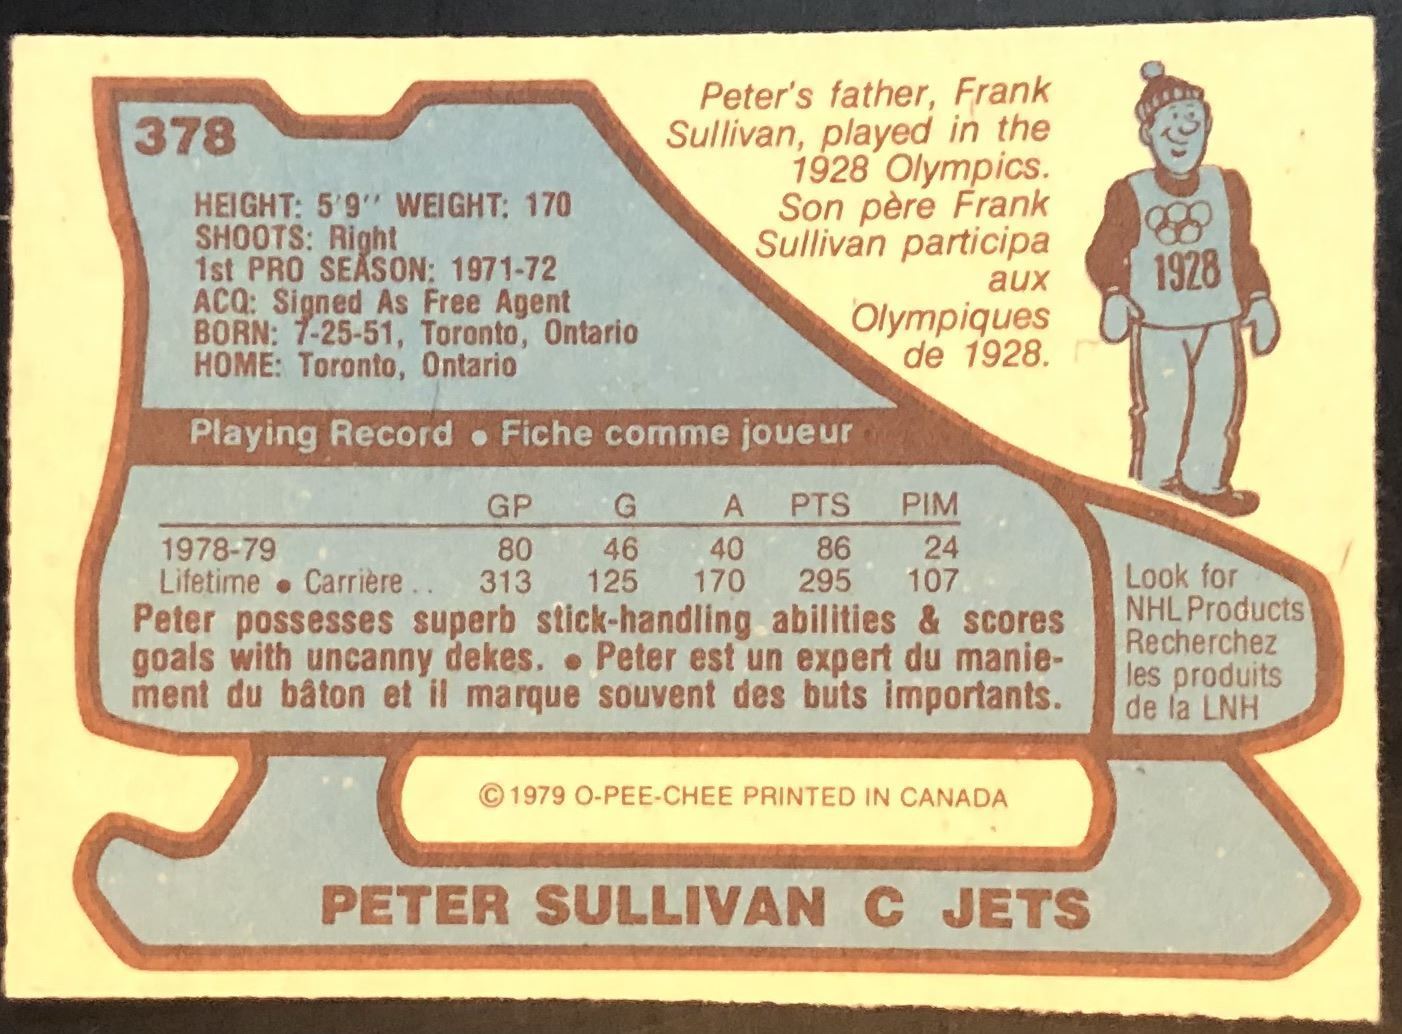 378
HEIGHT: 5'9'' WEIGHT: 170
SHOOTS: Right
1st PRO SEASON: 1971-72
ACQ: Signed As Free Agent
BORN: 7-25-51, Toronto, Ontario
HOME: Toronto, Ontario
Peter's father, Frank
Sullivan, played in the
1928 Olympics.
Son père Frank
Sullivan participa
aux
Olympiques
de 1928.
1928
Playing Record • Fiche comme joueur
GP G A PTS PIM
1978-79 80 46 40 86 24
Lifetime • Carrière .. 313 125 170 295 107
Peter possesses superb stick-handling abilities & scores
goals with uncanny dekes. • Peter est un expert du manie-
ment du bâton et il marque souvent des buts importants.
Look for
NHL Products
Recherchez
les produits
de la LNH
©1979 O-PEE-CHEE PRINTED IN CANADA
PETER SULLIVAN C JETS